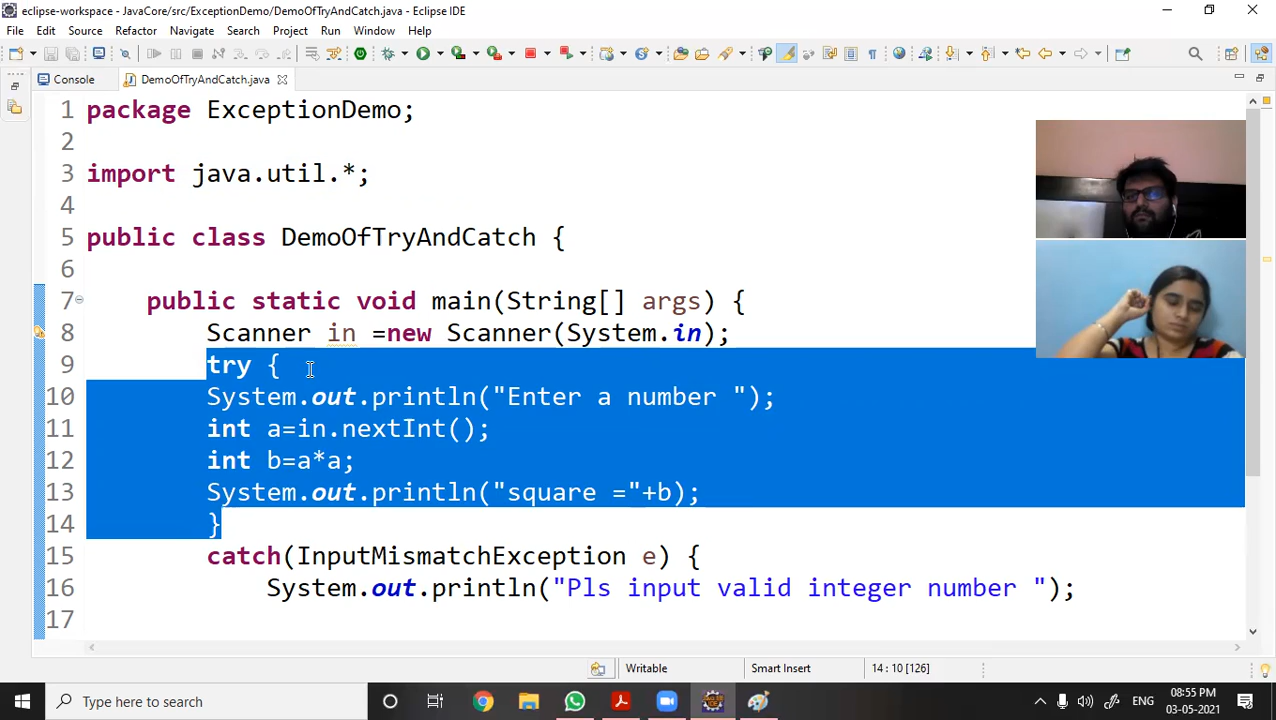 eclipse-workspace - JavaCore/src/ExceptionDemo/DemoOfTryAndCatch.java - Eclipse IDE
File Edit Source Refactor Navigate Search Project Run Window Help
Console DemoOfTryAndCatch.java
1 package ExceptionDemo;
2
3 import java.util.*;
4
5 public class DemoOfTryAndCatch {
6
7 public static void main(String[] args) {
8 Scanner in =new Scanner(System.in);
9 try {
10 System.out.println("Enter a number ");
11 int a=in.nextInt();
12 int b=a*a;
13 System.out.println("square ="+b);
14 }
15 catch(InputMismatchException e) {
16 System.out.println("Pls input valid integer number ");
17
Writable Smart Insert 14 : 10 [126]
Type here to search
ENG
08:55 PM
03-05-2021